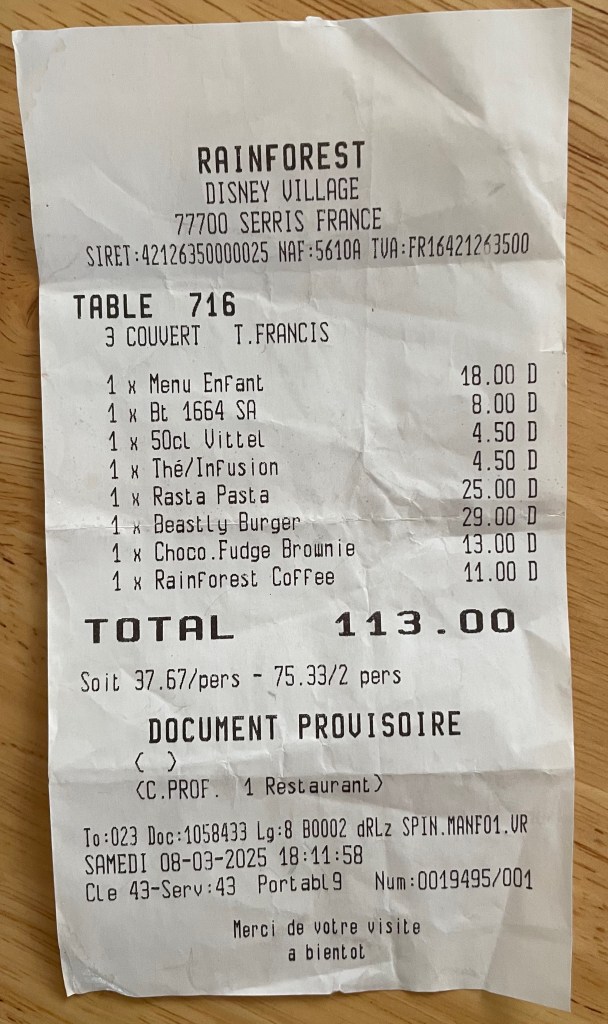 RAINFOREST
DISNEY VILLAGE
77700 SERRIS FRANCE
SIRET:42126350000025 NAF:5610A TVA:FR16421263500
TABLE 716
3 COUVERT T.FRANCIS
1 x Menu Enfant 18.00 D
1 x Bt 1664 SA 8.00 D
1 x 50cl Vittel 4.50 D
1 x Thé/Infusion 4.50 D
1 x Rasta Pasta 25.00 D
1 x Beastly Burger 29.00 D
1 x Choco.Fudge Brownie 13.00 D
1 x Rainforest Coffee 11.00 D
TOTAL 113.00
Soit 37.67/pers - 75.33/2 pers
DOCUMENT PROVISOIRE
( )
(C.PROF. 1 Restaurant)
To:023 Doc:1058433 Lg:8 B0002 dRLz SPIN.MANF01.VR
SAMEDI 08-03-2025 18:11:58
Cle 43-Serv:43 Portabl9 Num:0019495/001
Merci de votre visite
a bientot